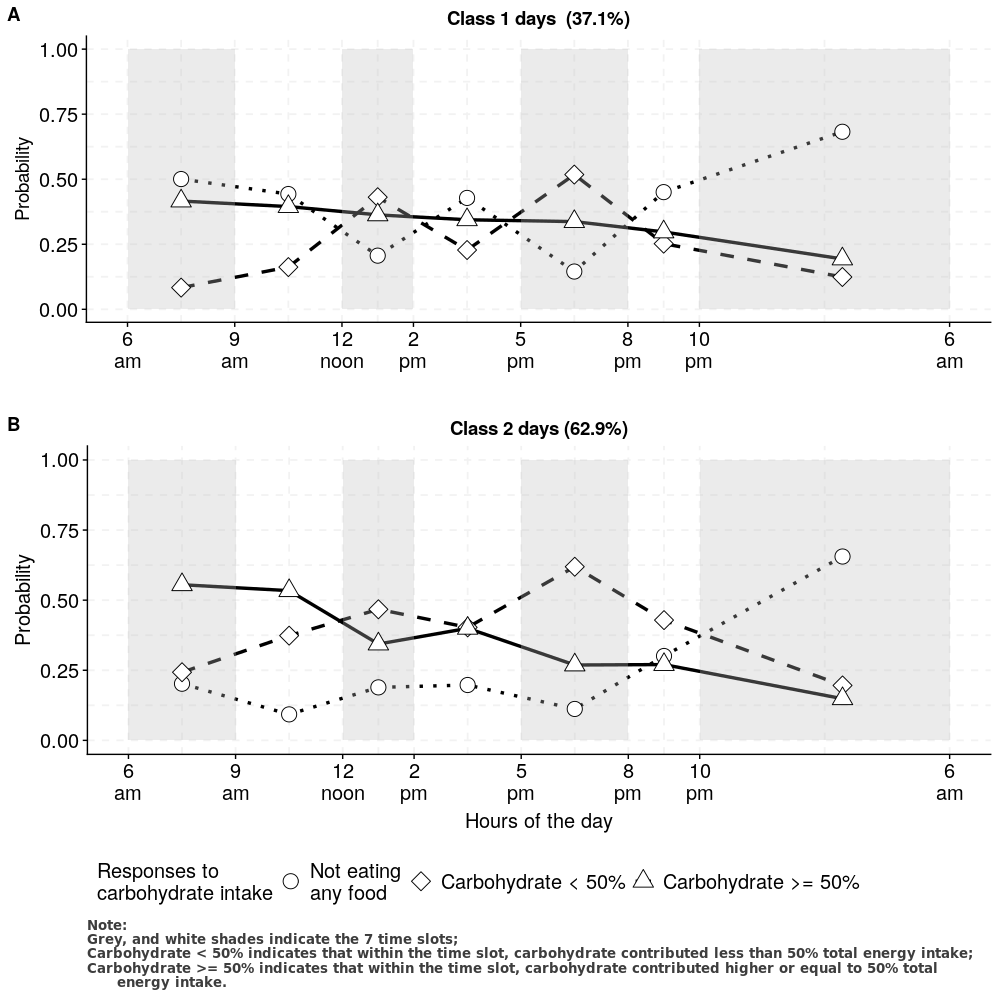 A
Class 1 days (37.1%)
1.00
0.75
0.50
0.25
0.00
Probability
6 9 12 2 5 8 10 6
am am noon pm pm pm pm am
B
Class 2 days (62.9%)
1.00
0.75
0.50
0.25
0.00
Probability
6 9 12 2 5 8 10 6
am am noon pm pm pm pm am
Hours of the day
Responses to
carbohydrate intake
Not eating
any food
Carbohydrate < 50%
Carbohydrate >= 50%
Note:
Grey, and white shades indicate the 7 time slots;
Carbohydrate < 50% indicates that within the time slot, carbohydrate contributed less than 50% total energy intake;
Carbohydrate >= 50% indicates that within the time slot, carbohydrate contributed higher or equal to 50% total
energy intake.